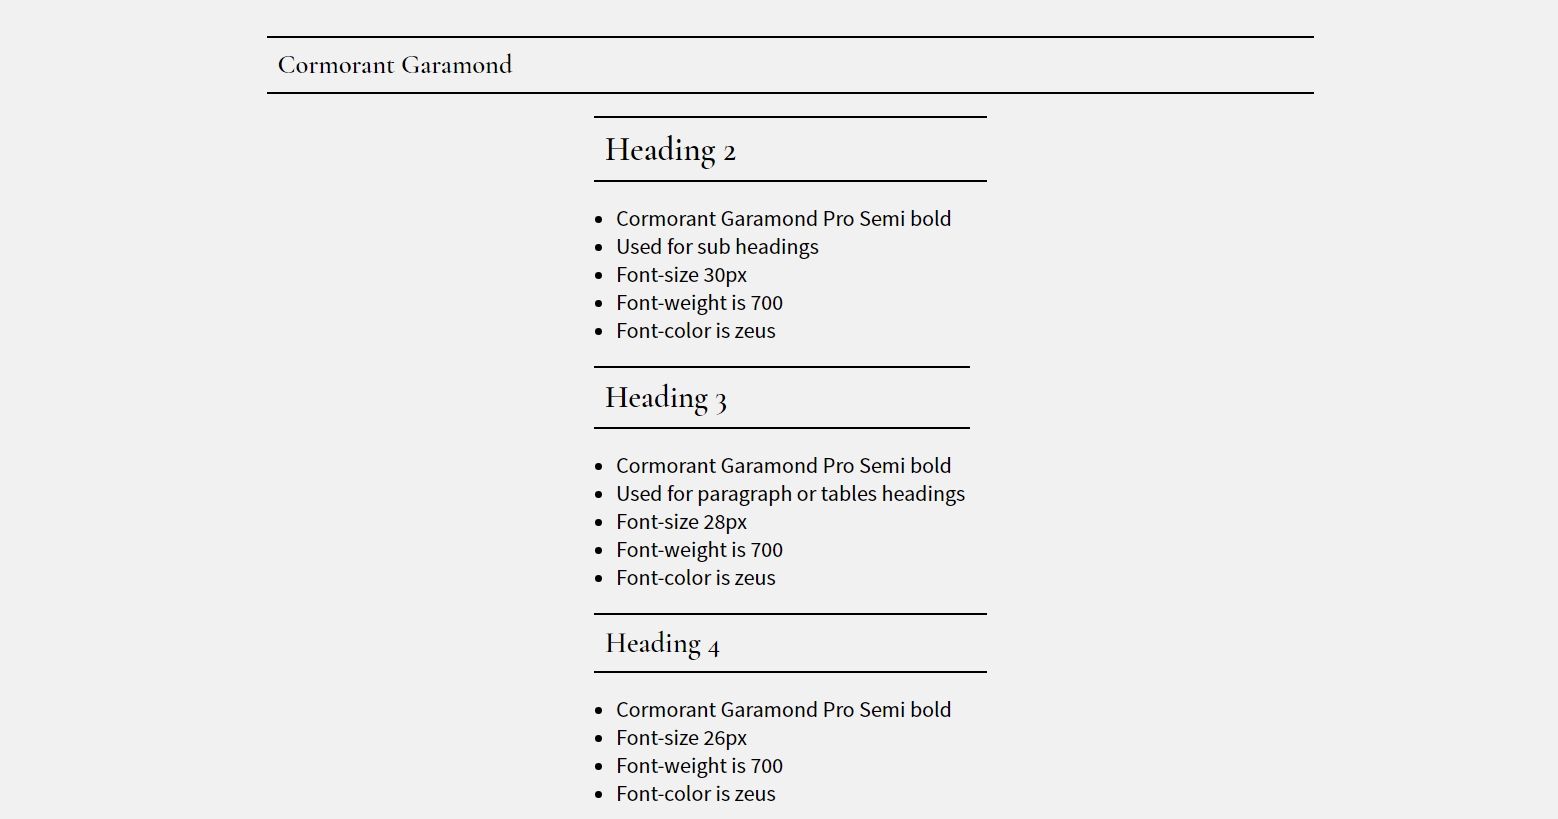 Cormorant Garamond
Heading 2
Cormorant Garamond Pro Semi bold
Used for sub headings
Font-size 30px
Font-weight is 700
Font-color is zeus
Heading 3
Cormorant Garamond Pro Semi bold
Used for paragraph or tables headings
Font-size 28px
Font-weight is 700
Font-color is zeus
Heading 4
Cormorant Garamond Pro Semi bold
Font-size 26px
Font-weight is 700
Font-color is zeus